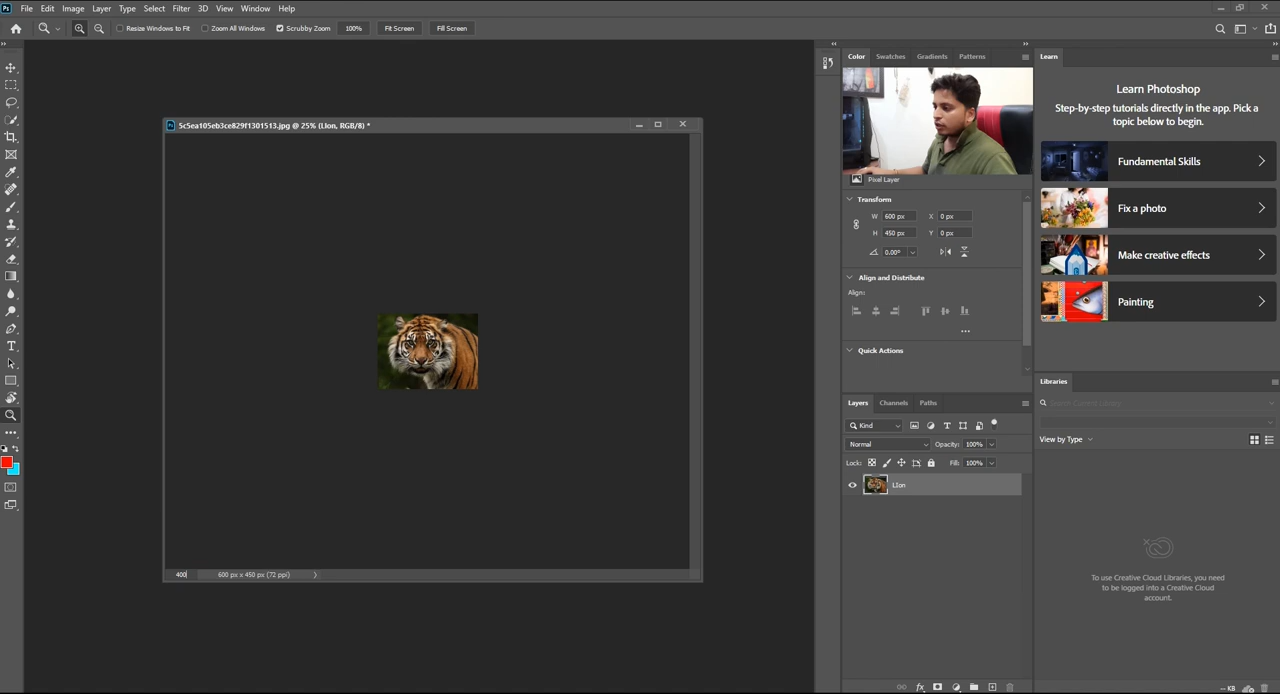 Ps File Edit Image Layer Type Select Filter 3D View Window Help
Resize Windows to Fit Zoom All Windows Scrubby Zoom 100% Fit Screen Fill Screen
Color Swatches Gradients Patterns
Learn
Learn Photoshop
Step-by-step tutorials directly in the app. Pick a
topic below to begin.
Fundamental Skills
Fix a photo
Make creative effects
Painting
5c5ea105eb3ce829f1301513.jpg @ 25% (LIon, RGB/8) *
400
600 px x 450 px (72 ppi)
Pixel Layer
Transform
W 600 px X 0 px
H 450 px Y 0 px
0.00°
Align and Distribute
Align:
Quick Actions
Layers Channels Paths
Kind
Normal Opacity: 100%
Lock: Fill: 100%
LIon
Libraries
Search Current Library
View by Type
To use Creative Cloud Libraries, you need
to be logged into a Creative Cloud
account.
-- KB